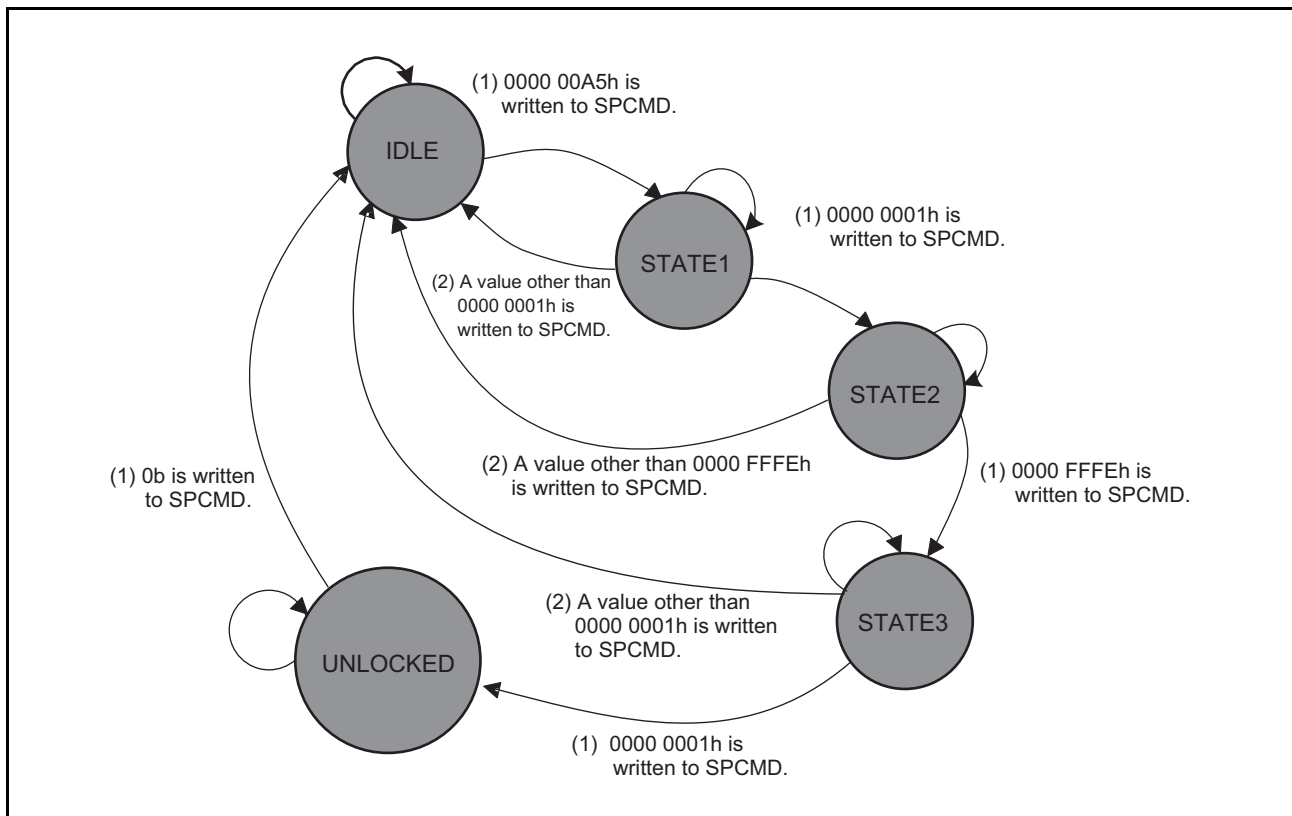 (1) 0000 00A5h is
written to SPCMD.
IDLE
(1) 0000 0001h is
written to SPCMD.
STATE1
(2) A value other than
0000 0001h is
written to SPCMD.
STATE2
(2) A value other than 0000 FFFEh
is written to SPCMD.
(1) 0000 FFFEh is
written to SPCMD.
(1) 0b is written
to SPCMD.
(2) A value other than
0000 0001h is written
to SPCMD.
STATE3
UNLOCKED
(1) 0000 0001h is
written to SPCMD.